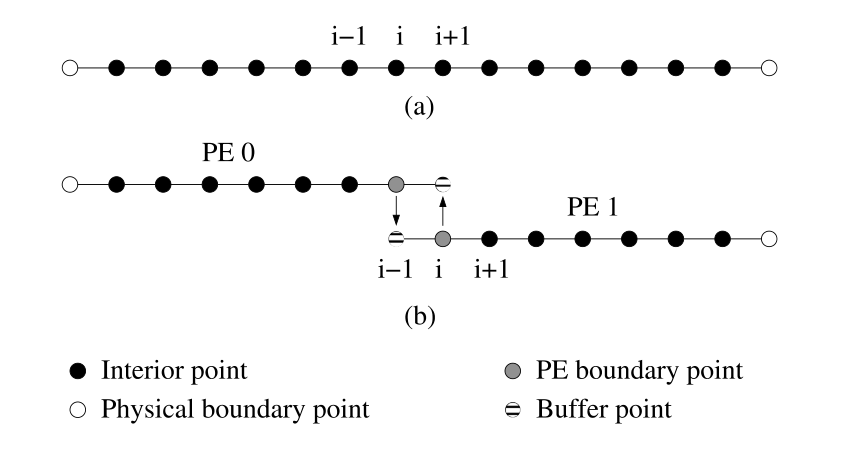 i−1 i i+1
(a)
PE 0
PE 1
i−1 i i+1
(b)
Interior point
PE boundary point
Physical boundary point
Buffer point